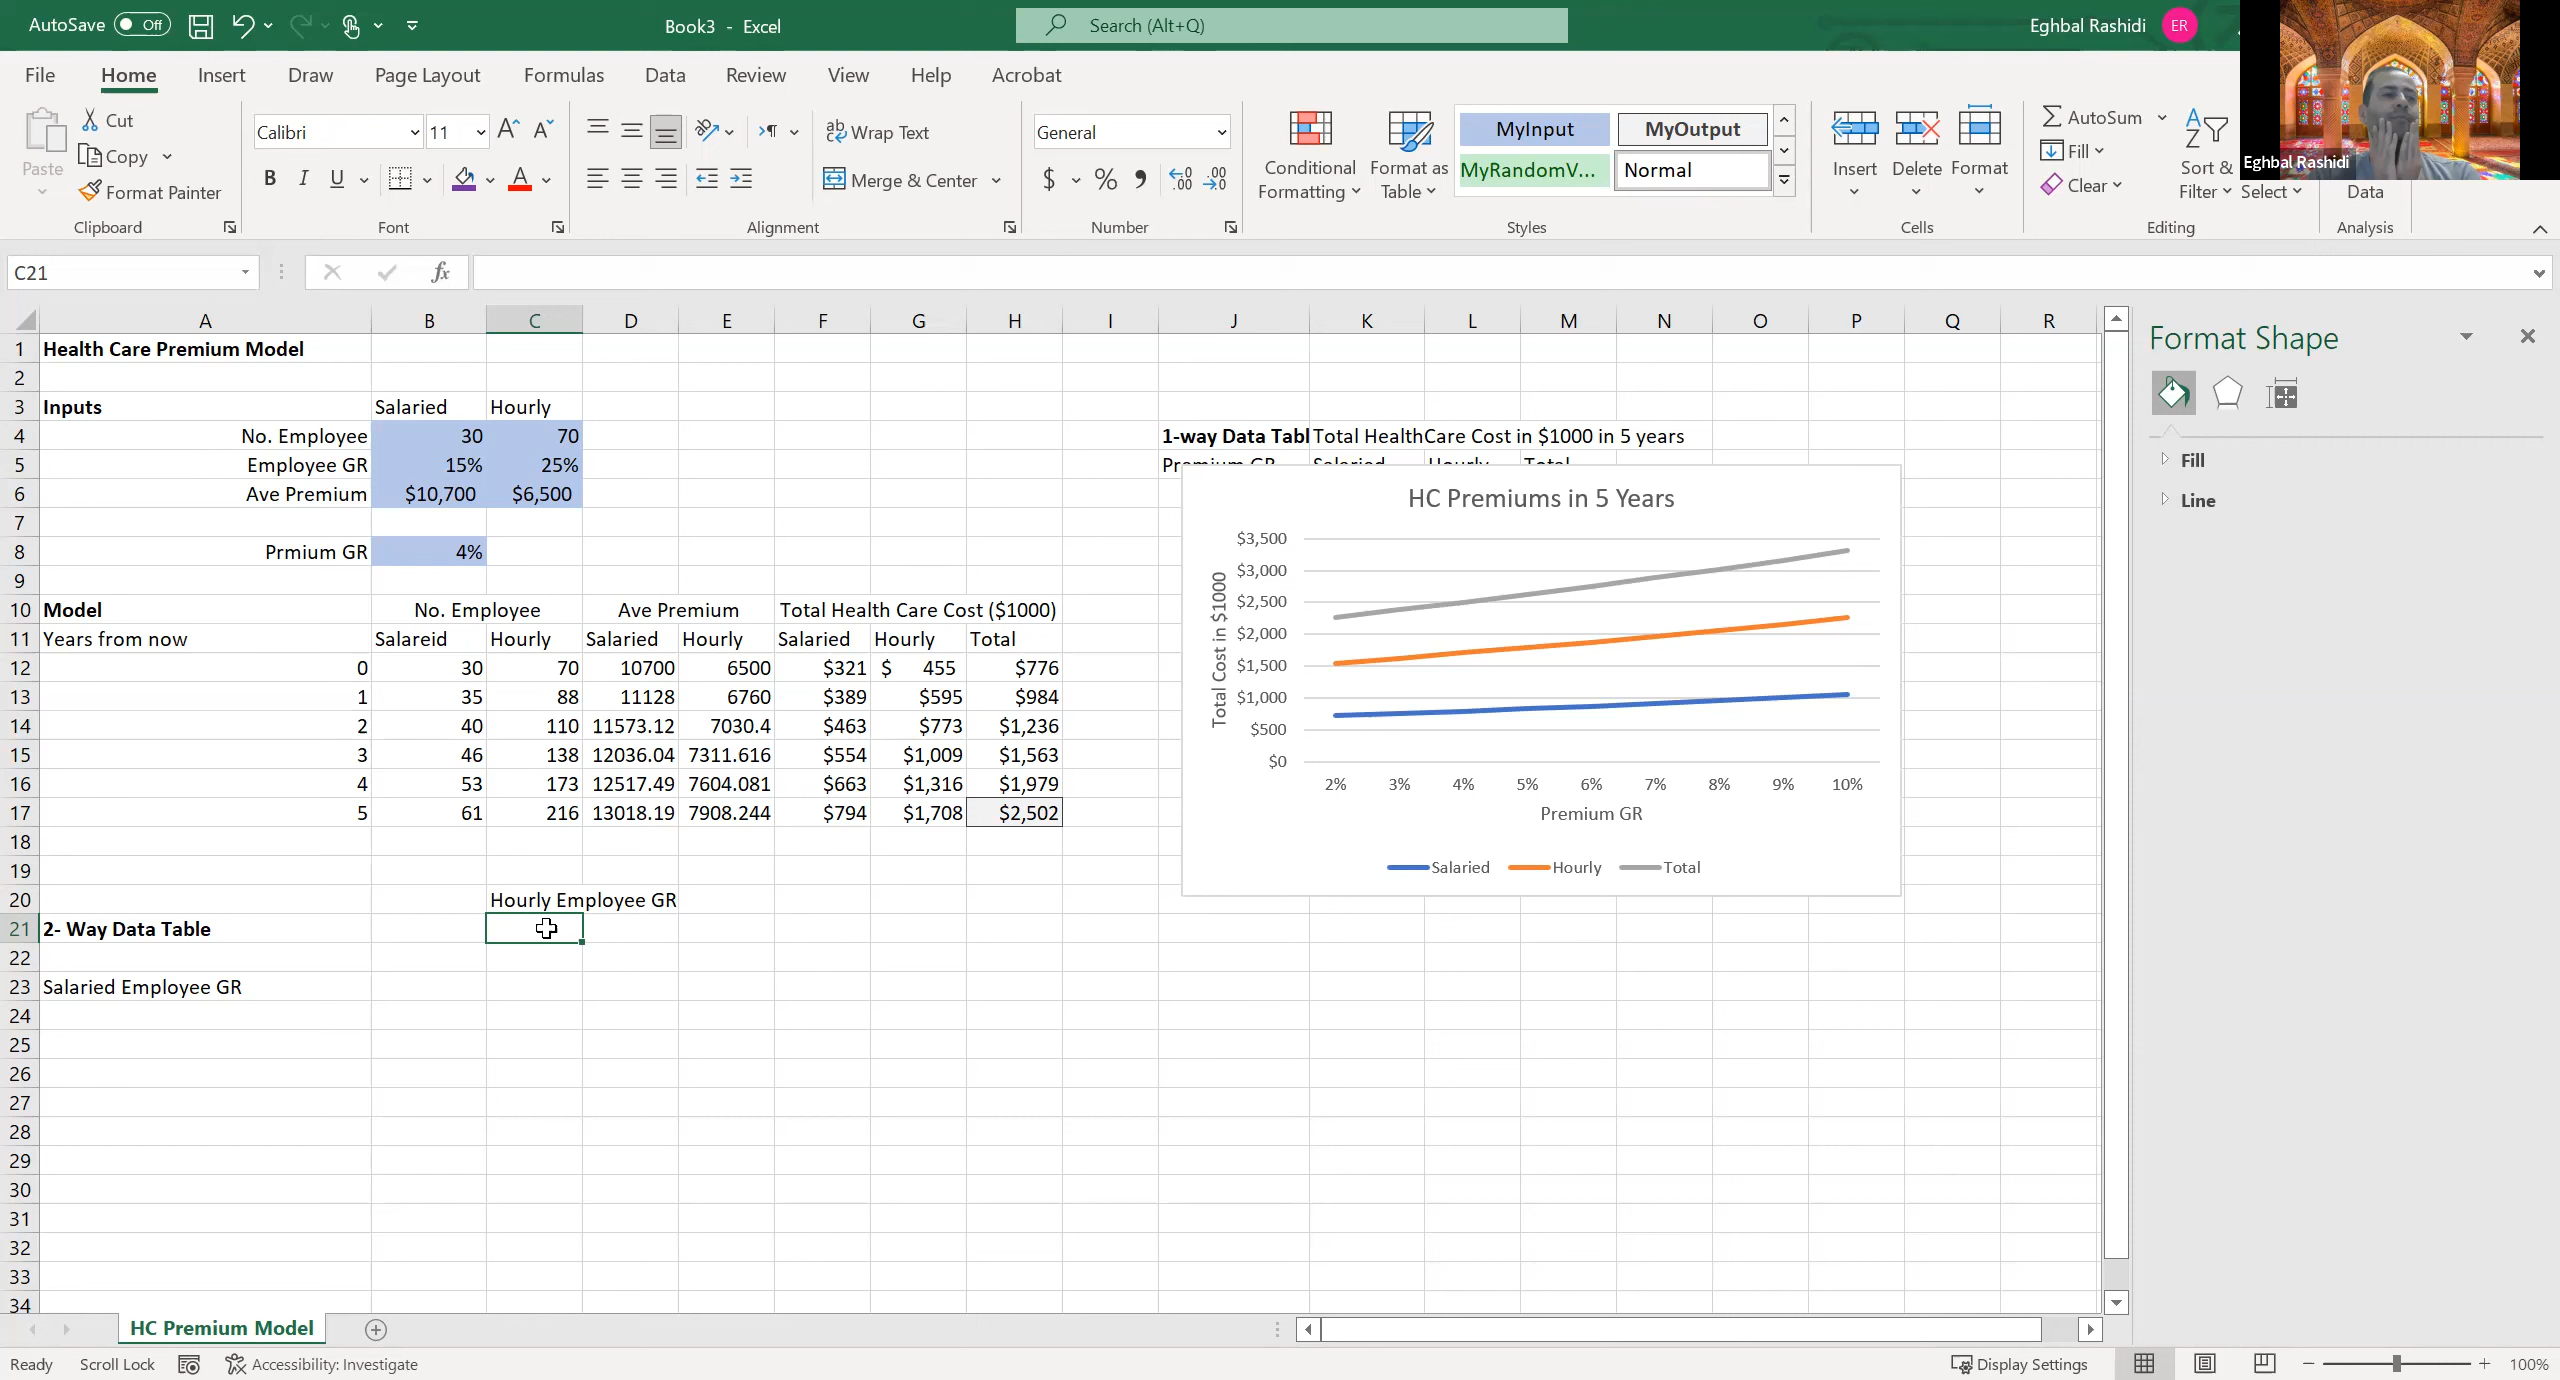 AutoSave Off Book3 - Excel Search (Alt+Q) Eghbal Rashidi ER
File Home Insert Draw Page Layout Formulas Data Review View Help Acrobat
Paste Cut Copy Format Painter
Clipboard
Calibri 11
B I U
Font
ab Wrap Text
Merge & Center
Alignment
General
$ % 9
Number
Conditional Formatting
Format as Table
MyInput MyOutput
MyRandomV... Normal
Styles
Insert Delete Format
Cells
AutoSum
Fill
Clear
Sort & Filter
Select
Editing
Data
Analysis
Eghbal Rashidi
C21 fx
A B C D E F G H I J K L M N O P Q R
1 Health Care Premium Model
2
3 Inputs Salaried Hourly
4 No. Employee 30 70 1-way Data Tabl Total HealthCare Cost in $1000 in 5 years
5 Employee GR 15% 25% Premium GR Salaried Hourly Total
6 Ave Premium $10,700 $6,500
7
8 Prmium GR 4%
9
10 Model No. Employee Ave Premium Total Health Care Cost ($1000)
11 Years from now Salareid Hourly Salaried Hourly Salaried Hourly Total
12 0 30 70 10700 6500 $321 $ 455 $776
13 1 35 88 11128 6760 $389 $595 $984
14 2 40 110 11573.12 7030.4 $463 $773 $1,236
15 3 46 138 12036.04 7311.616 $554 $1,009 $1,563
16 4 53 173 12517.49 7604.081 $663 $1,316 $1,979
17 5 61 216 13018.19 7908.244 $794 $1,708 $2,502
18
19
20 Hourly Employee GR
21 2- Way Data Table
22
23 Salaried Employee GR
24
25
26
27
28
29
30
31
32
33
34
HC Premiums in 5 Years
Total Cost in $1000
$3,500
$3,000
$2,500
$2,000
$1,500
$1,000
$500
$0
2% 3% 4% 5% 6% 7% 8% 9% 10%
Premium GR
Salaried Hourly Total
Format Shape
Fill
Line
HC Premium Model
Ready Scroll Lock Accessibility: Investigate Display Settings 100%